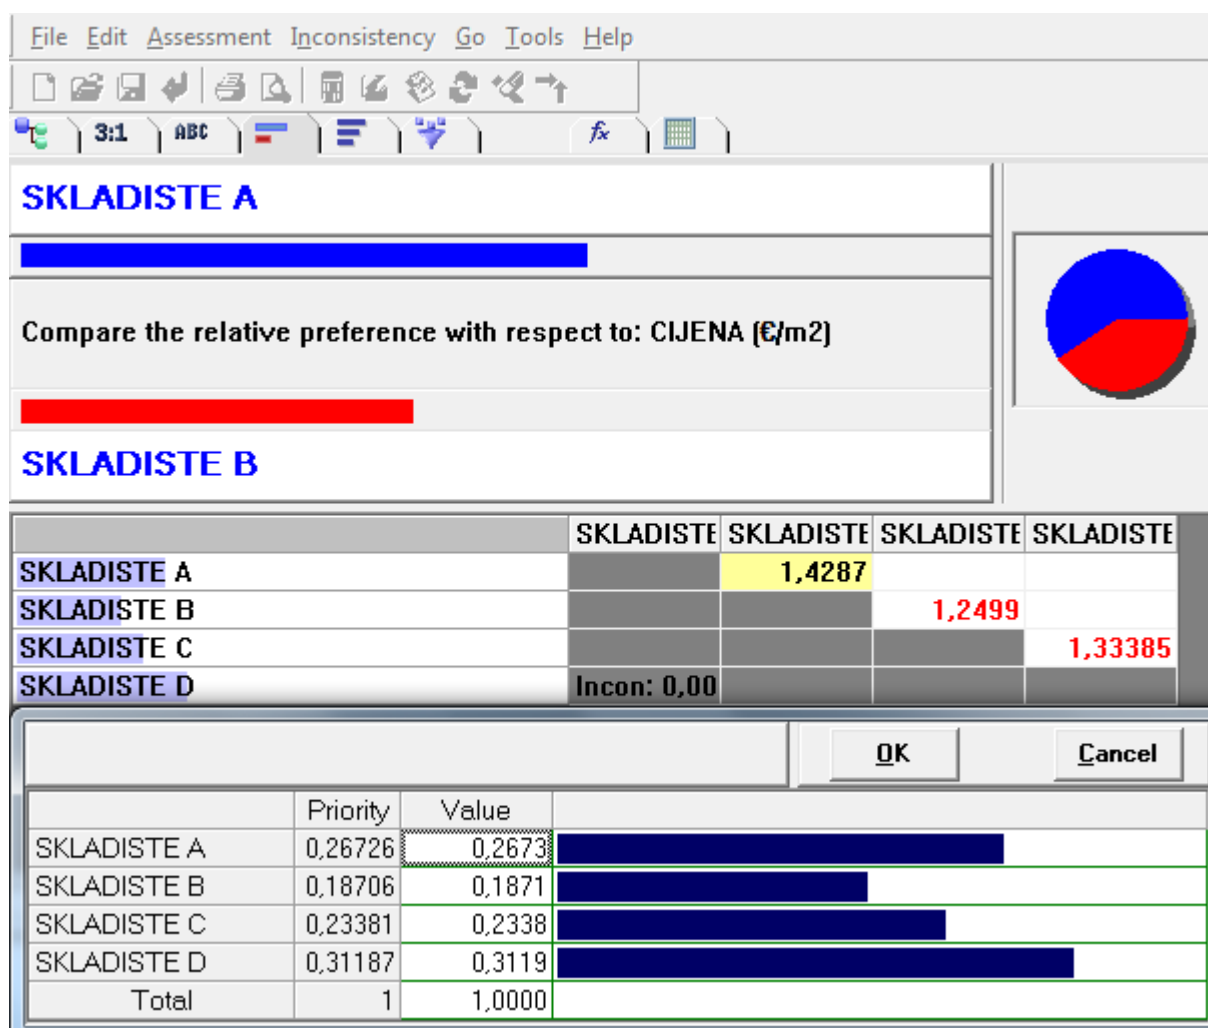 File Edit Assessment Inconsistency Go Tools Help
3:1 ABC fx
SKLADISTE A
Compare the relative preference with respect to: CIJENA (€/m2)
SKLADISTE B
SKLADISTE SKLADISTE SKLADISTE SKLADISTE
SKLADISTE A 1,4287
SKLADISTE B 1,2499
SKLADISTE C 1,33385
SKLADISTE D Incon: 0,00
OK Cancel
Priority Value
SKLADISTE A 0,26726 0,2673
SKLADISTE B 0,18706 0,1871
SKLADISTE C 0,23381 0,2338
SKLADISTE D 0,31187 0,3119
Total 1 1,0000